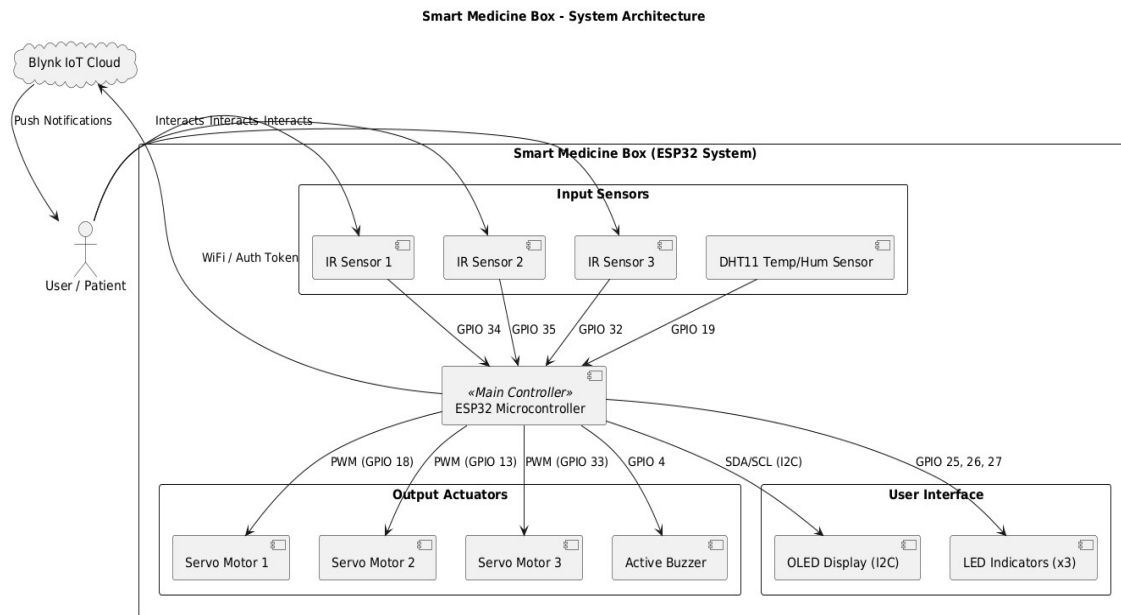 Smart Medicine Box - System Architecture
Blynk IoT Cloud
Push Notifications
Interacts Interacts Interacts
Smart Medicine Box (ESP32 System)
Input Sensors
IR Sensor 1
IR Sensor 2
IR Sensor 3
DHT11 Temp/Hum Sensor
WiFi / Auth Token
User / Patient
GPIO 34
GPIO 35
GPIO 32
GPIO 19
«Main Controller»
ESP32 Microcontroller
PWM (GPIO 18)
PWM (GPIO 13)
PWM (GPIO 33)
GPIO 4
SDA/SCL (I2C)
GPIO 25, 26, 27
Output Actuators
User Interface
Servo Motor 1
Servo Motor 2
Servo Motor 3
Active Buzzer
OLED Display (I2C)
LED Indicators (x3)